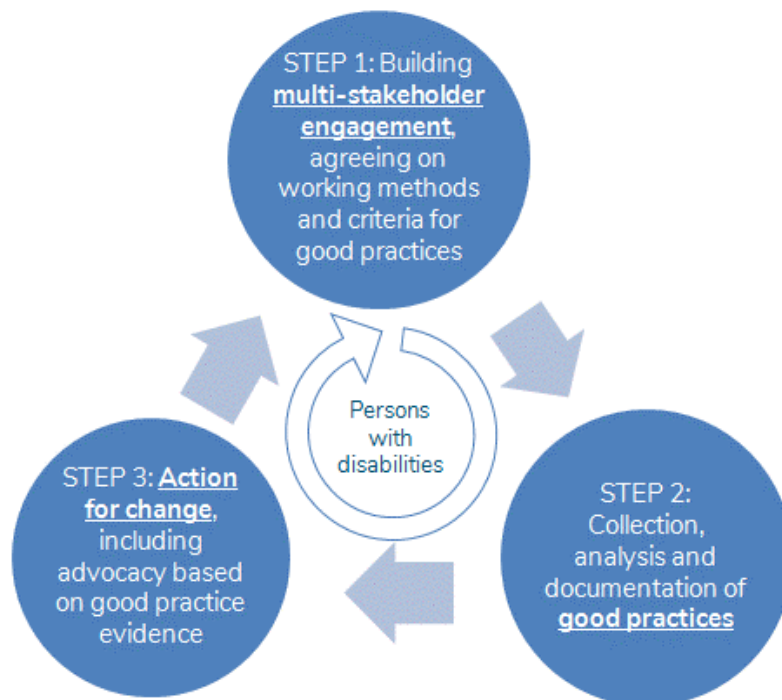 STEP 1: Building
multi-stakeholder
engagement,
agreeing on
working methods
and criteria for
good practices
Persons
with
disabilities
STEP 2:
Collection,
analysis and
documentation of
good practices
STEP 3: Action
for change,
including
advocacy based
on good practice
evidence